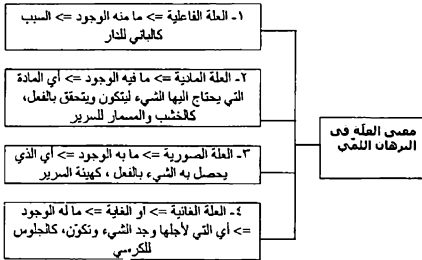 ١- العلة الفاعلية => ما منه الوجود => السبب
كالباني للدار
٢- العلة المادية => ما فيه الوجود => أي المادة
التي يحتاج اليها الشيء ليتكون ويتحقق بالفعل،
كالخشب والمسمار للسرير
معنى العلّة في
البرهان اللمّي
٣- العلة الصورية => ما به الوجود => أي الذي
يحصل به الشيء بالفعل ، كهيئة السرير
٤- العلة الغائية => او الغاية => ما له الوجود
=> أي التي لأجلها وجد الشيء وتكوّن، كالجلوس
للكرسي